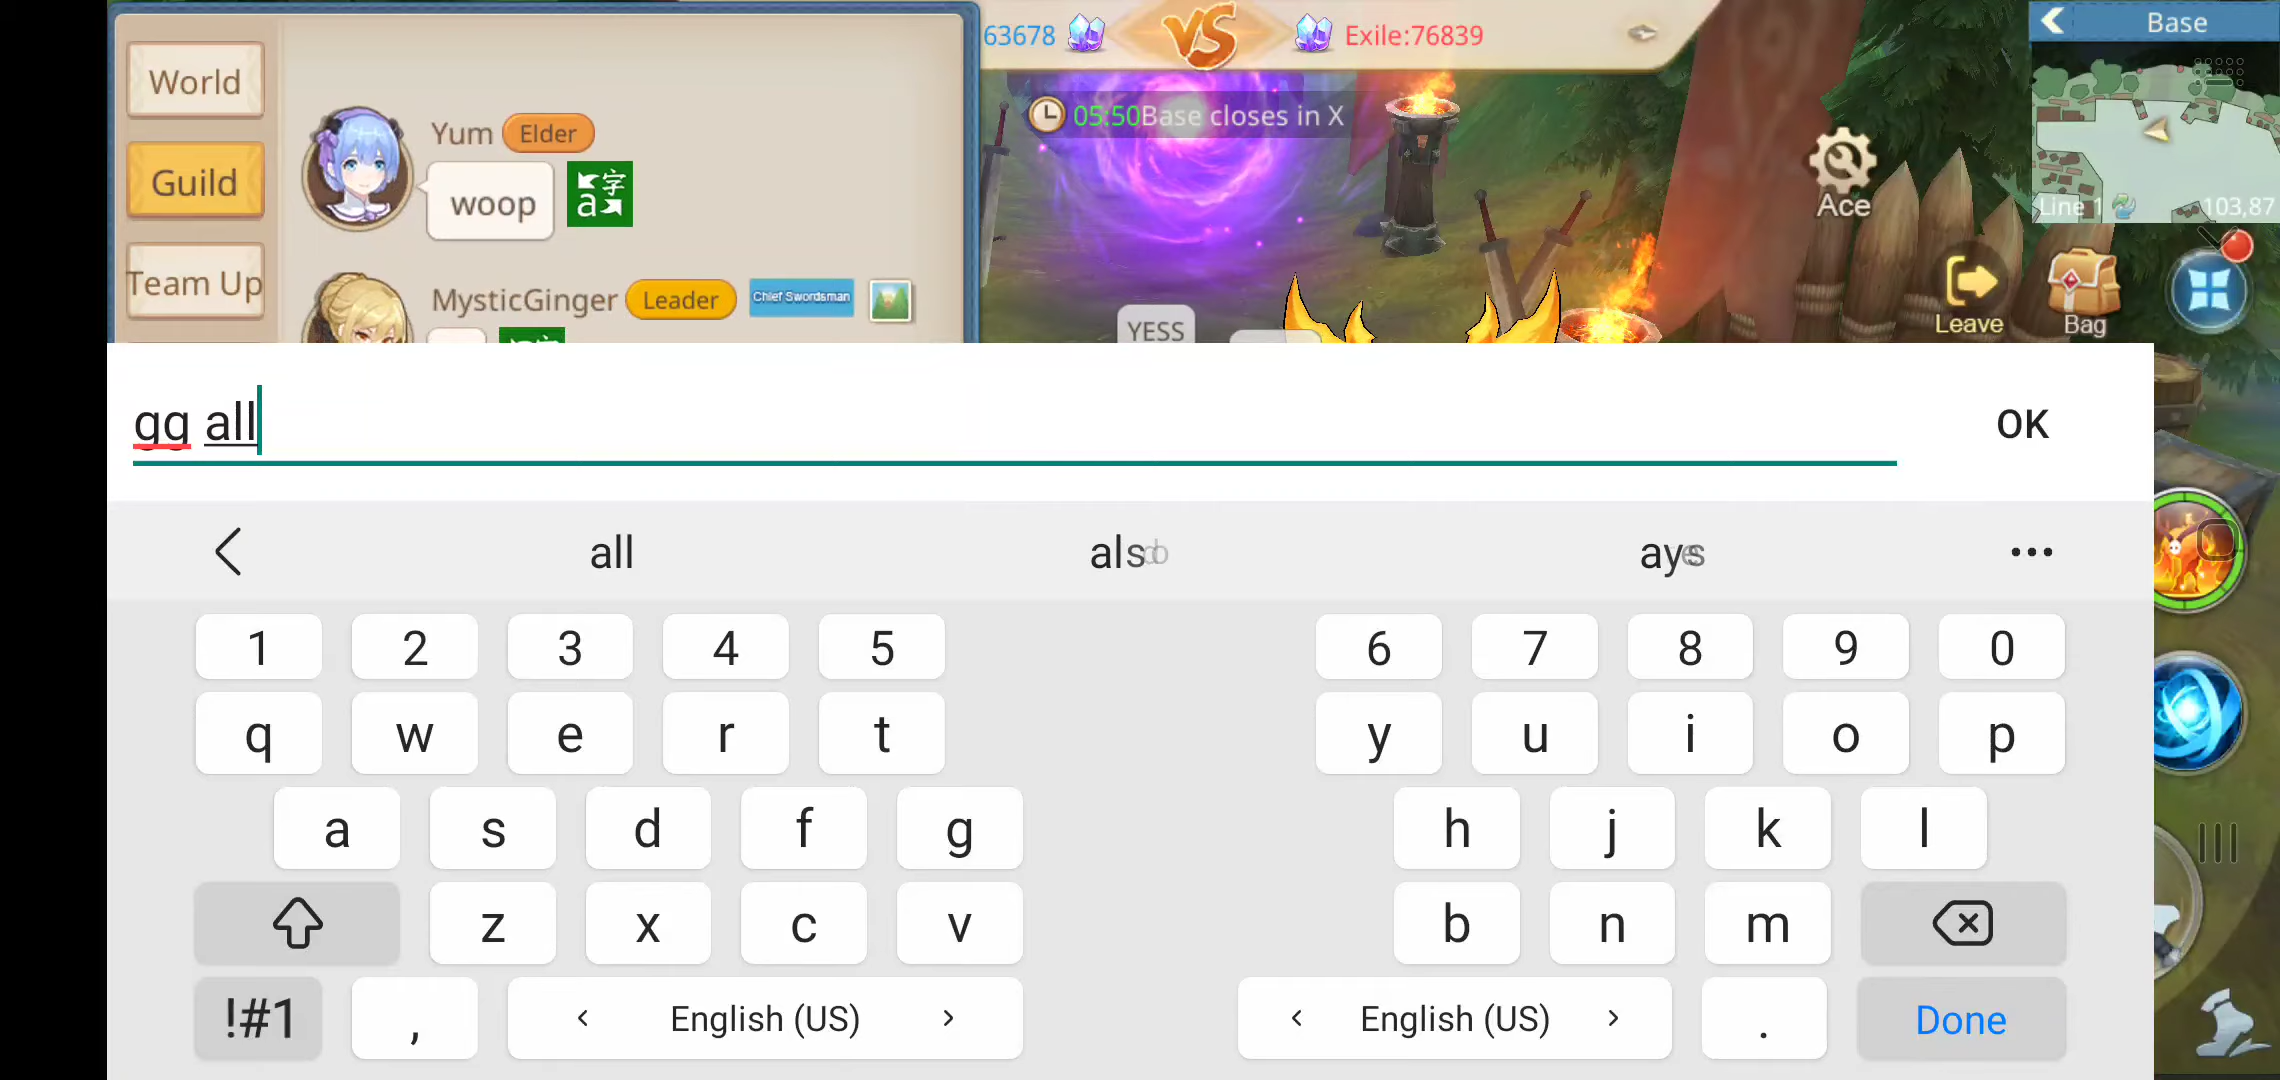 World
Guild
Team Up
Yum Elder
woop
字
a
MysticGinger Leader Chief Swordsman
63678 VS Exile:76839
05:50Base closes in X
YESS
Ace
Base
Line 1 103,87
Leave
Bag
gg all
OK
all als ays
1 2 3 4 5 6 7 8 9 0
q w e r t y u i o p
a s d f g h j k l
z x c v b n m
!#1 , < English (US) > < English (US) > . Done